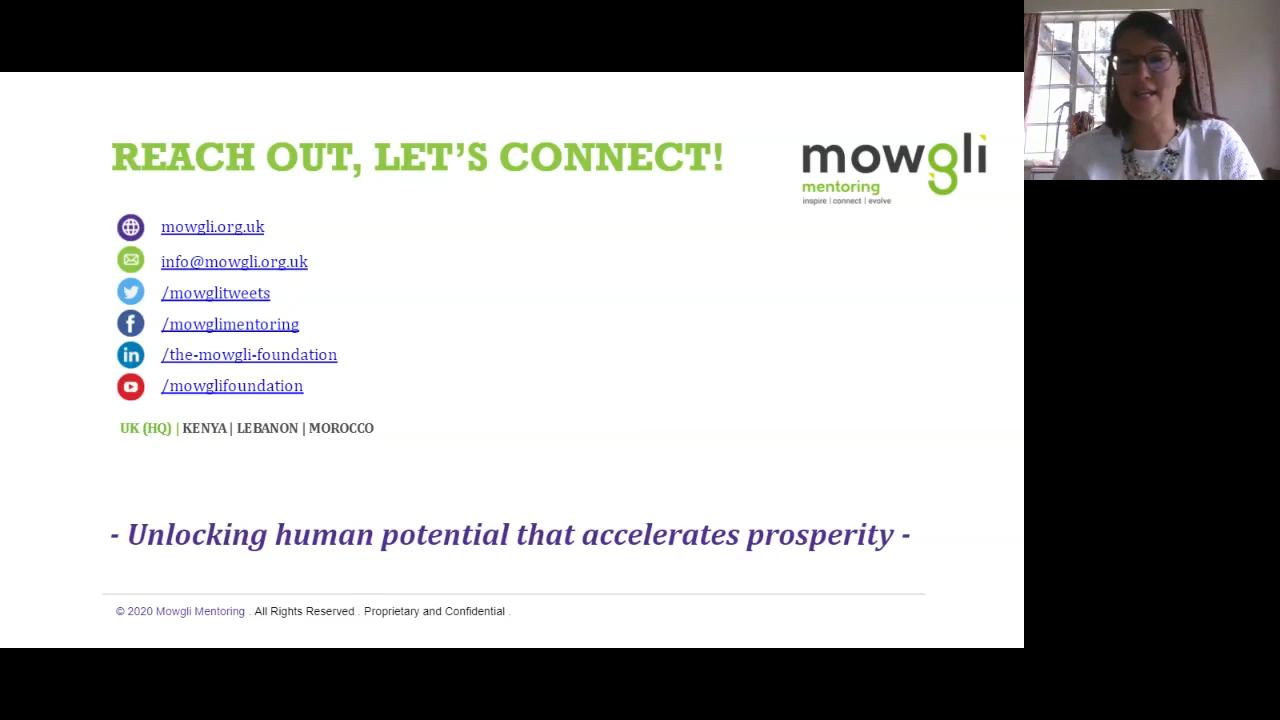 REACH OUT, LET'S CONNECT!
mowgli
mentoring
inspire | connect | evolve
mowgli.org.uk
info@mowgli.org.uk
/mowglitweets
/mowglimentoring
/the-mowgli-foundation
/mowglifoundation
UK (HQ) | KENYA | LEBANON | MOROCCO
- Unlocking human potential that accelerates prosperity -
© 2020 Mowgli Mentoring . All Rights Reserved . Proprietary and Confidential .